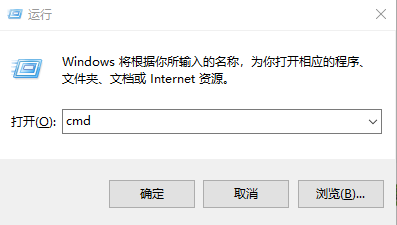 运行
Windows 将根据你所输入的名称，为你打开相应的程序、
文件夹、文档或 Internet 资源。
打开(O): cmd
确定 取消 浏览(B)...